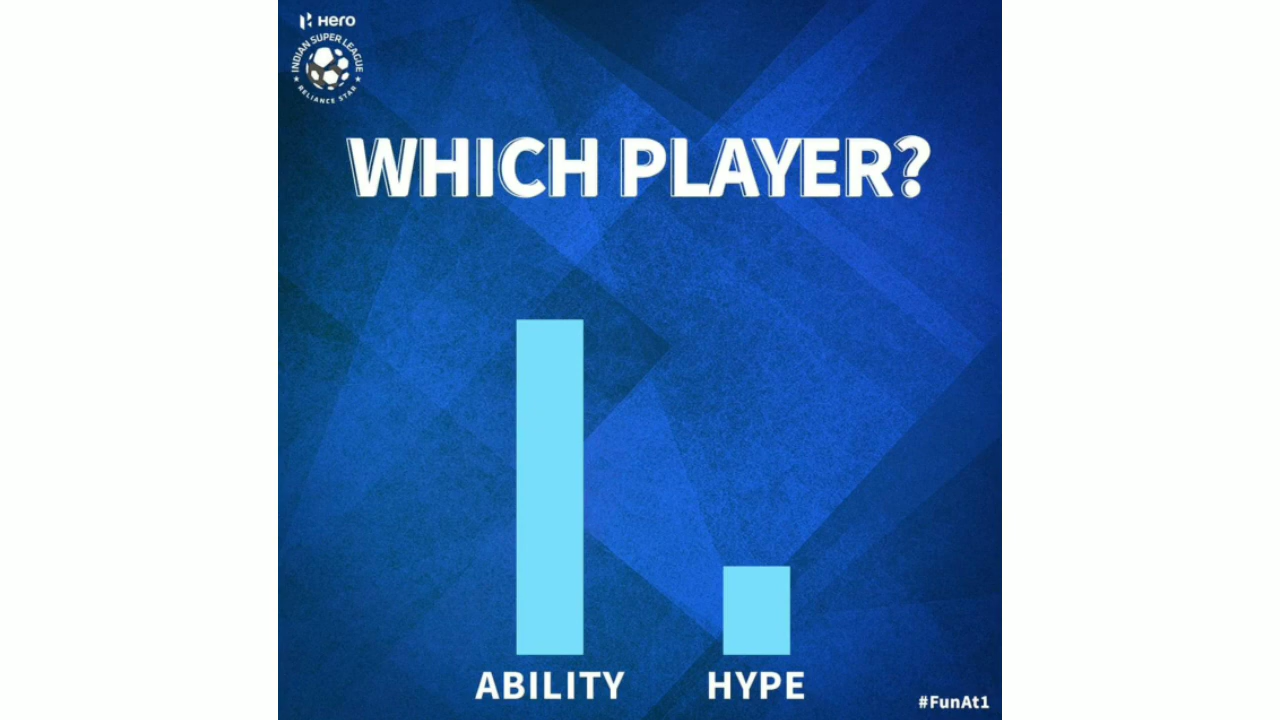 Hero
INDIAN SUPER LEAGUE
RELIANCE STAR
WHICH PLAYER?
ABILITY HYPE
#FunAt1